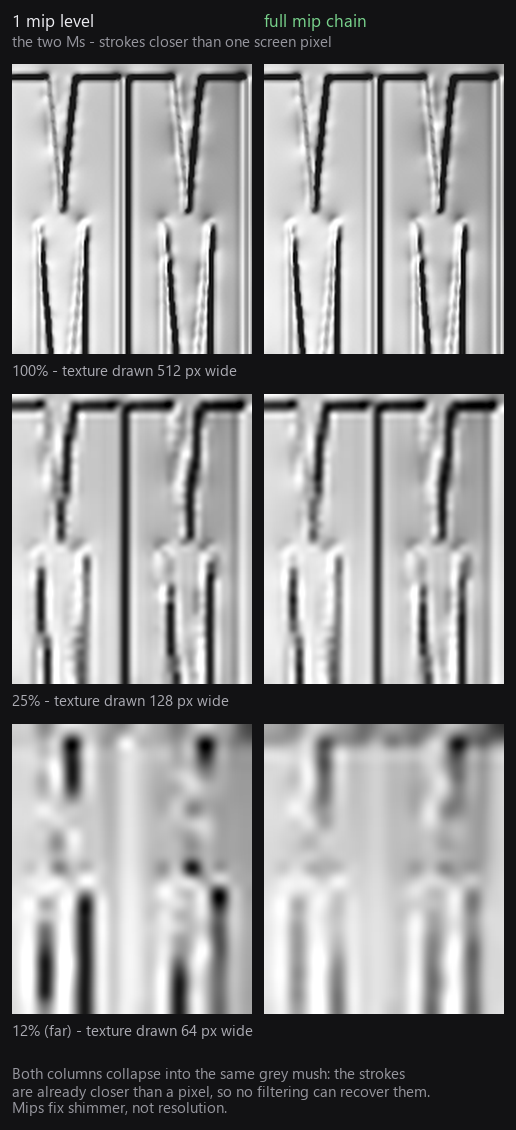 1 mip level full mip chain
the two Ms - strokes closer than one screen pixel
100% - texture drawn 512 px wide
25% - texture drawn 128 px wide
12% (far) - texture drawn 64 px wide
Both columns collapse into the same grey mush: the strokes
are already closer than a pixel, so no filtering can recover them.
Mips fix shimmer, not resolution.